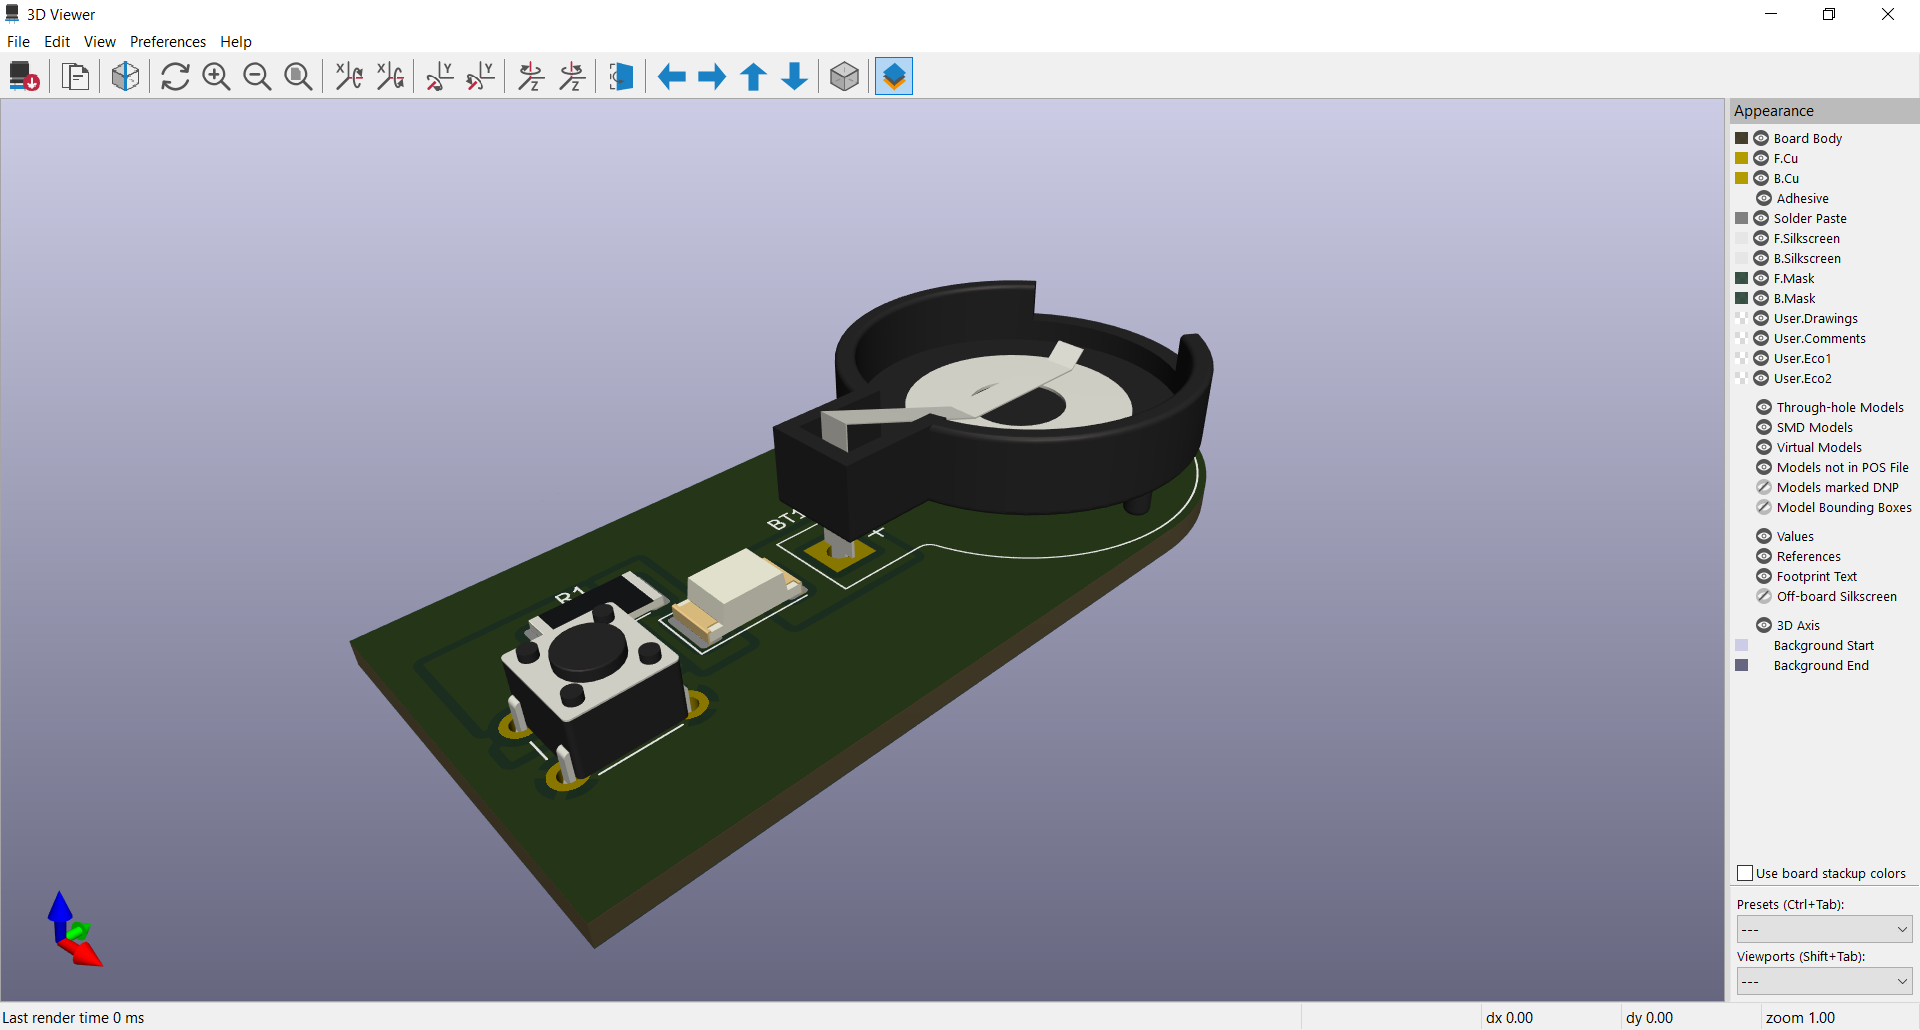 3D Viewer
File Edit View Preferences Help
Appearance
Board Body
F.Cu
B.Cu
Adhesive
Solder Paste
F.Silkscreen
B.Silkscreen
F.Mask
B.Mask
User.Drawings
User.Comments
User.Eco1
User.Eco2
Through-hole Models
SMD Models
Virtual Models
Models not in POS File
Models marked DNP
Model Bounding Boxes
Values
References
Footprint Text
Off-board Silkscreen
3D Axis
Background Start
Background End
BT1
+
R1
Use board stackup colors
Presets (Ctrl+Tab):
---
Viewports (Shift+Tab):
---
Last render time 0 ms
dx 0.00
dy 0.00
zoom 1.00